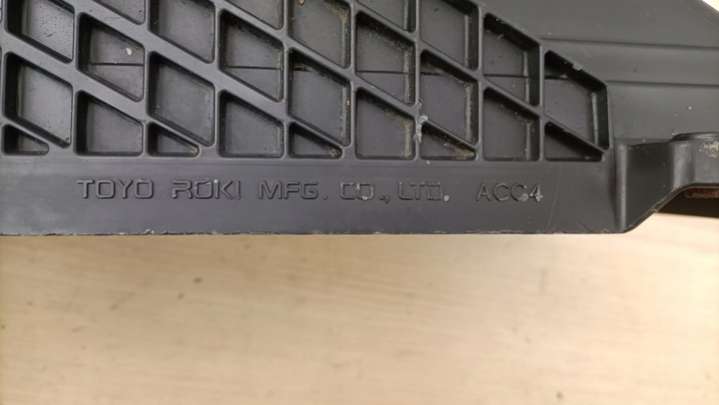 TOYO ROKI MFG. CO., LTD. ACC4